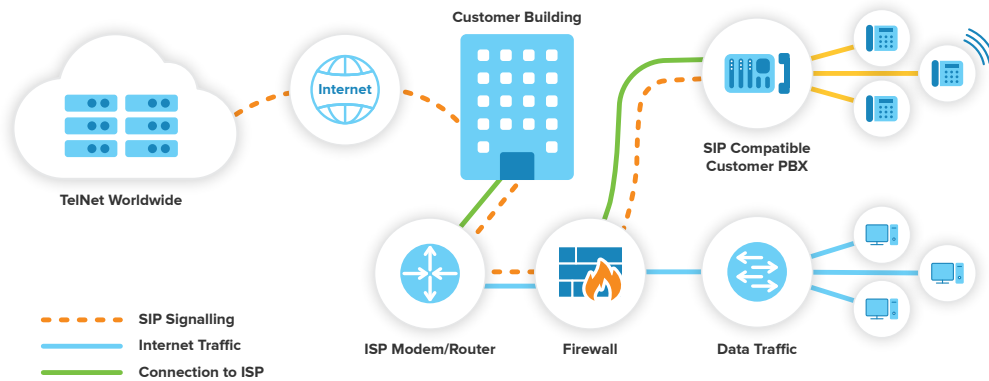 Customer Building
Internet
TelNet Worldwide
SIP Compatible
Customer PBX
ISP Modem/Router
Firewall
Data Traffic
SIP Signalling
Internet Traffic
Connection to ISP